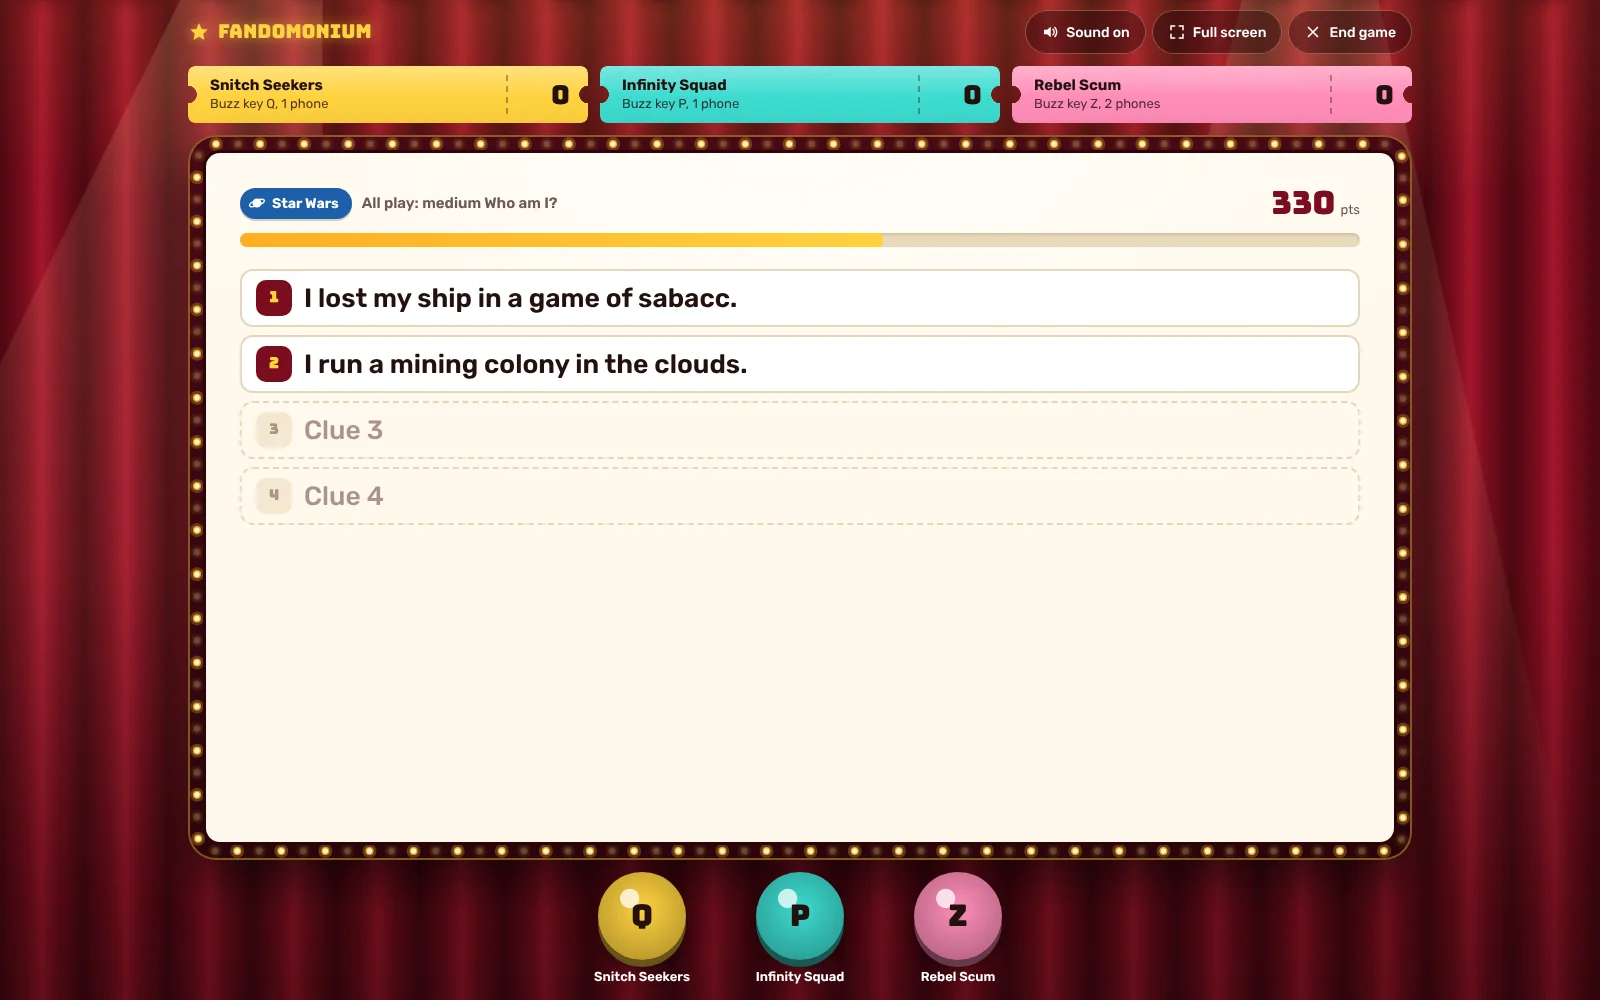 FANDOMONIUM
Sound on
Full screen
End game
Snitch Seekers
Buzz key Q, 1 phone
0
Infinity Squad
Buzz key P, 1 phone
0
Rebel Scum
Buzz key Z, 2 phones
0
Star Wars
All play: medium Who am I?
330 pts
1 I lost my ship in a game of sabacc.
2 I run a mining colony in the clouds.
3 Clue 3
4 Clue 4
Q
P
Z
Snitch Seekers
Infinity Squad
Rebel Scum